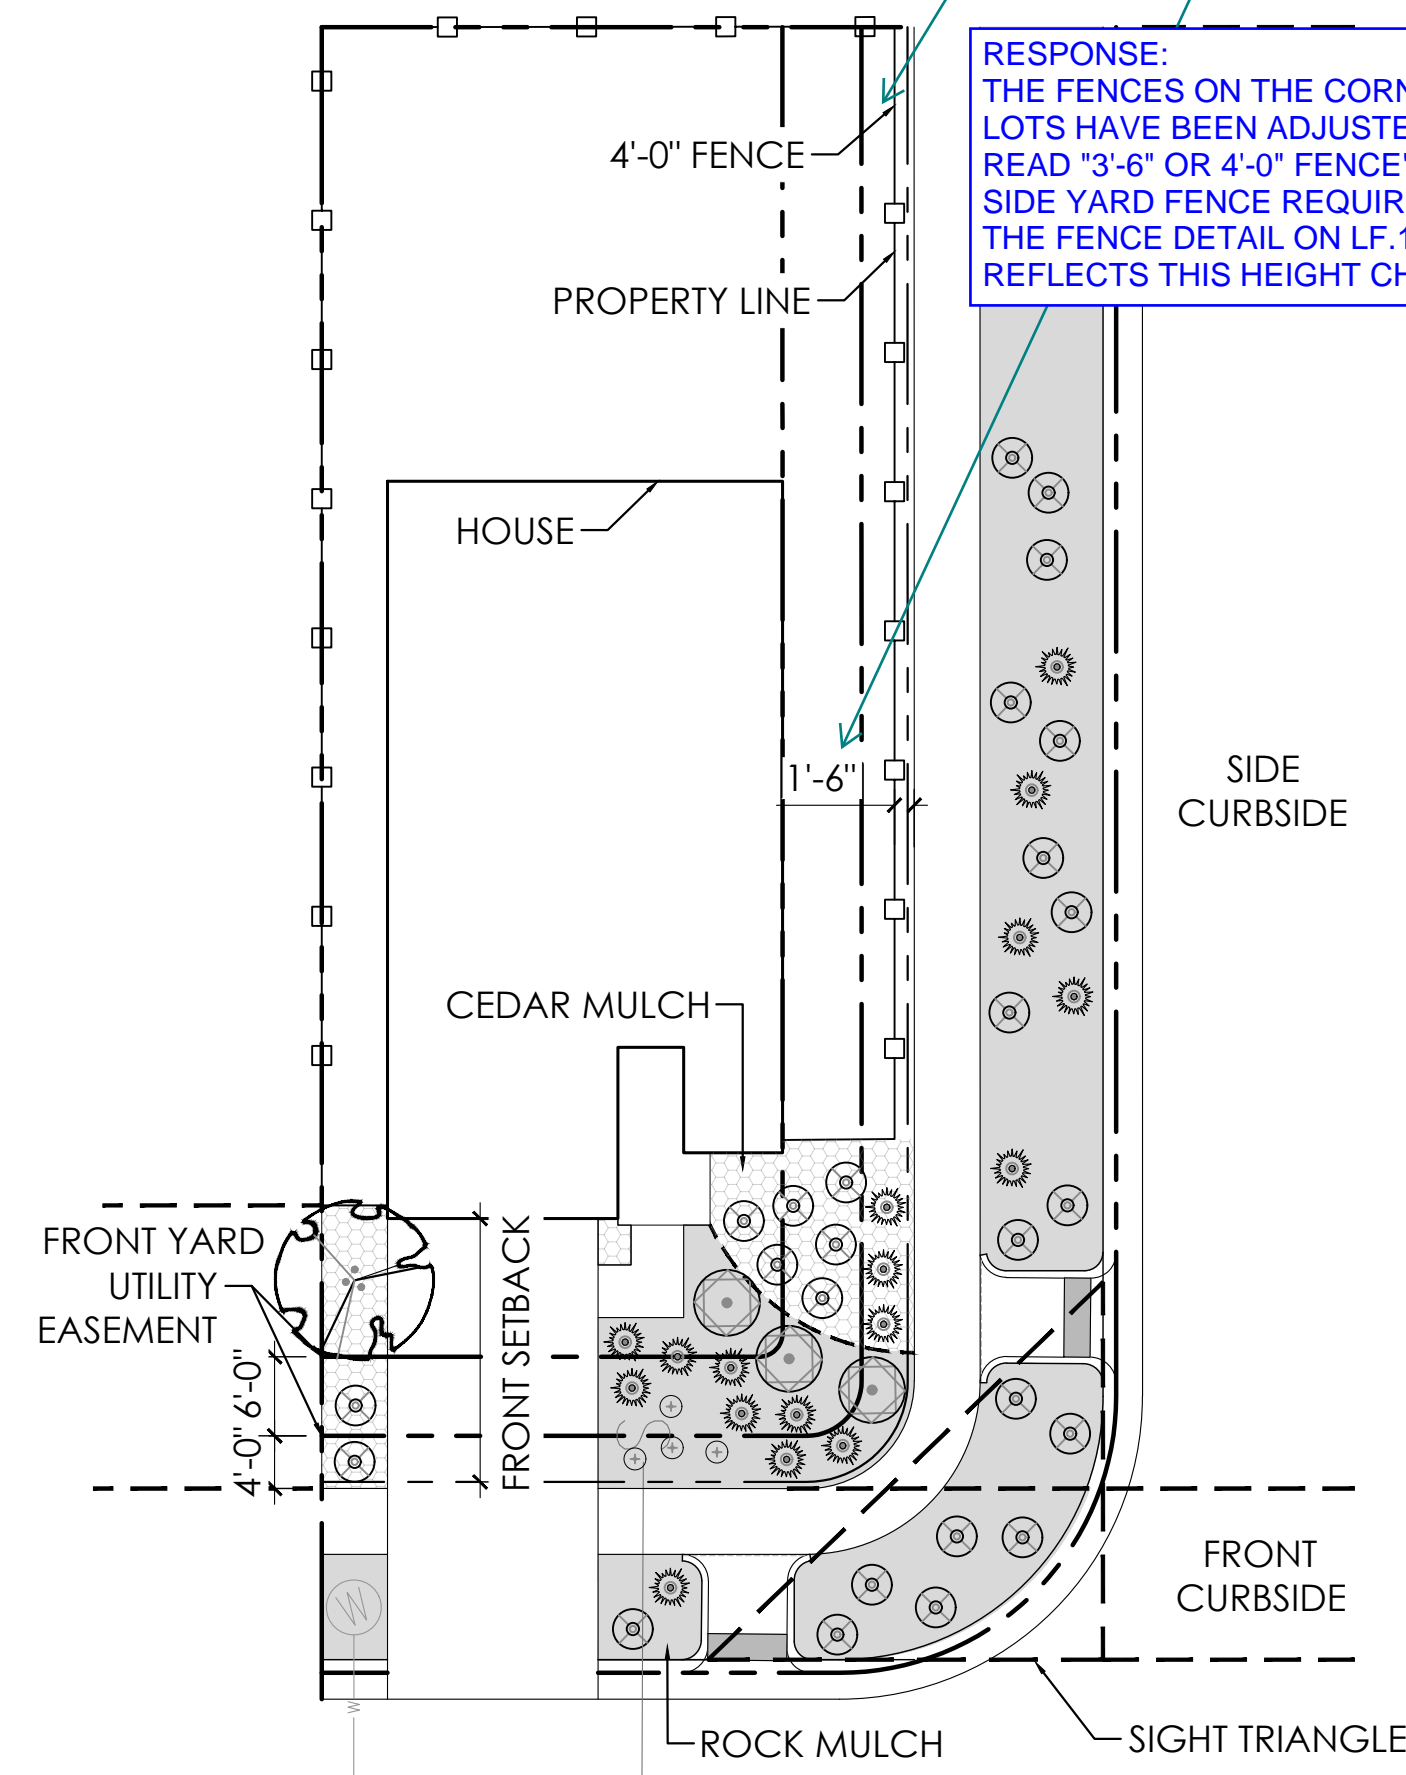 RESPONSE:
THE FENCES ON THE CORN
LOTS HAVE BEEN ADJUSTE
READ "3'-6" OR 4'-0" FENCE"
SIDE YARD FENCE REQUIR
THE FENCE DETAIL ON LF.1
REFLECTS THIS HEIGHT CH
4'-0" FENCE
PROPERTY LINE
HOUSE
1'-6"
SIDE
CURBSIDE
CEDAR MULCH
FRONT YARD
UTILITY
EASEMENT
FRONT SETBACK
6'-0"
4'-0"
FRONT
CURBSIDE
W
W
ROCK MULCH
SIGHT TRIANGLE